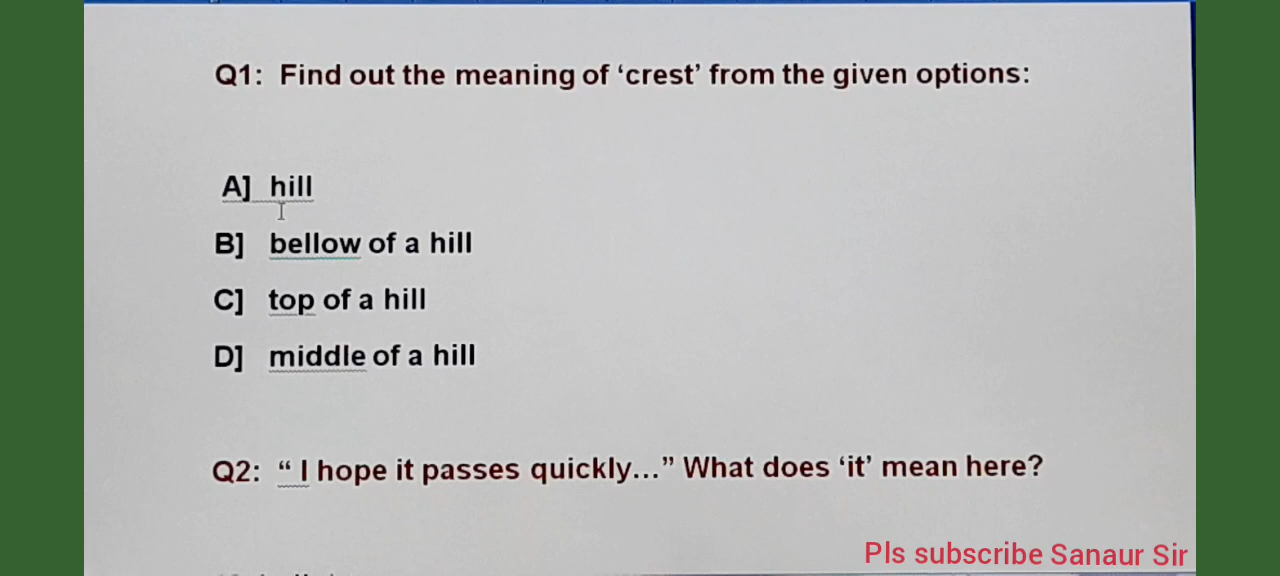 Q1: Find out the meaning of ‘crest’ from the given options:
A] hill
B] bellow of a hill
C] top of a hill
D] middle of a hill
Q2: “ I hope it passes quickly...” What does ‘it’ mean here?
Pls subscribe Sanaur Sir